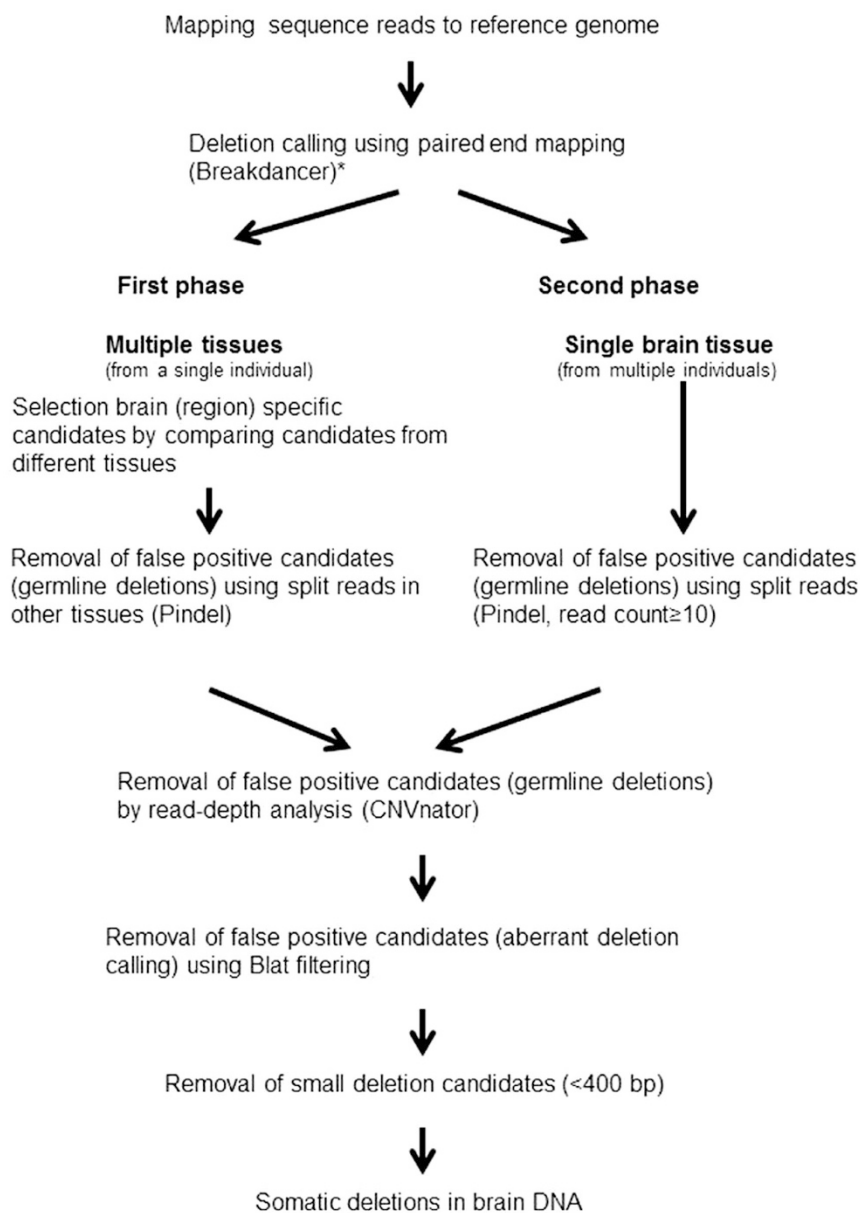 Mapping sequence reads to reference genome
Deletion calling using paired end mapping
(Breakdancer)*
First phase
Second phase
Multiple tissues
(from a single individual)
Single brain tissue
(from multiple individuals)
Selection brain (region) specific
candidates by comparing candidates from
different tissues
Removal of false positive candidates
(germline deletions) using split reads in
other tissues (Pindel)
Removal of false positive candidates
(germline deletions) using split reads
(Pindel, read count≥10)
Removal of false positive candidates (germline deletions)
by read-depth analysis (CNVnator)
Removal of false positive candidates (aberrant deletion
calling) using Blat filtering
Removal of small deletion candidates (<400 bp)
Somatic deletions in brain DNA